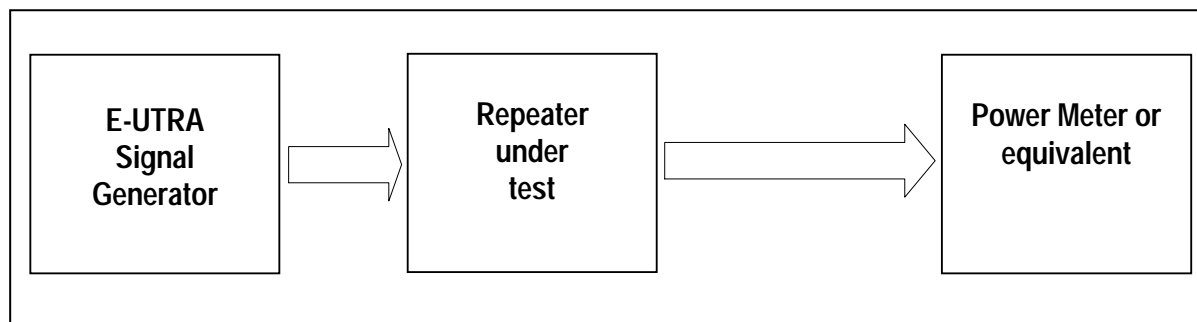 E-UTRA
Signal
Generator
Repeater
under
test
Power Meter or
equivalent